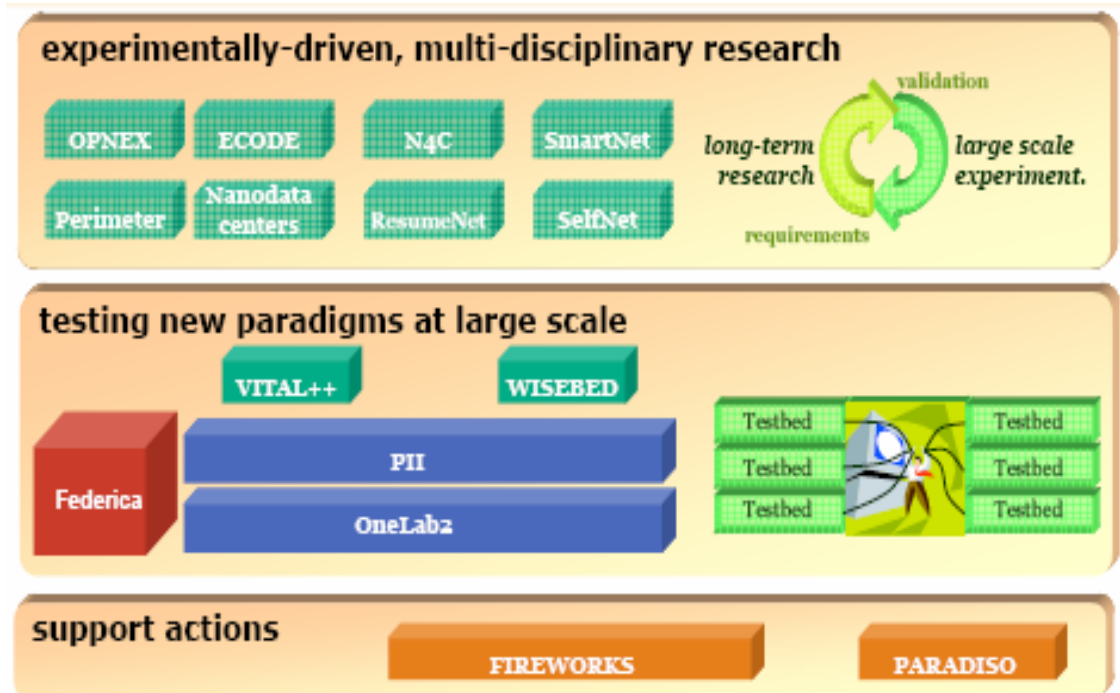 experimentally-driven, multi-disciplinary research
OPNEX
ECODE
N4C
SmartNet
Perimeter
Nanodata
centers
ResumeNet
SelfNet
validation
long-term
research
large scale
experiment.
requirements
testing new paradigms at large scale
VITAL++
WISEBED
Federica
PII
OneLab2
Testbed
Testbed
Testbed
Testbed
Testbed
Testbed
support actions
FIREWORKS
PARADISO